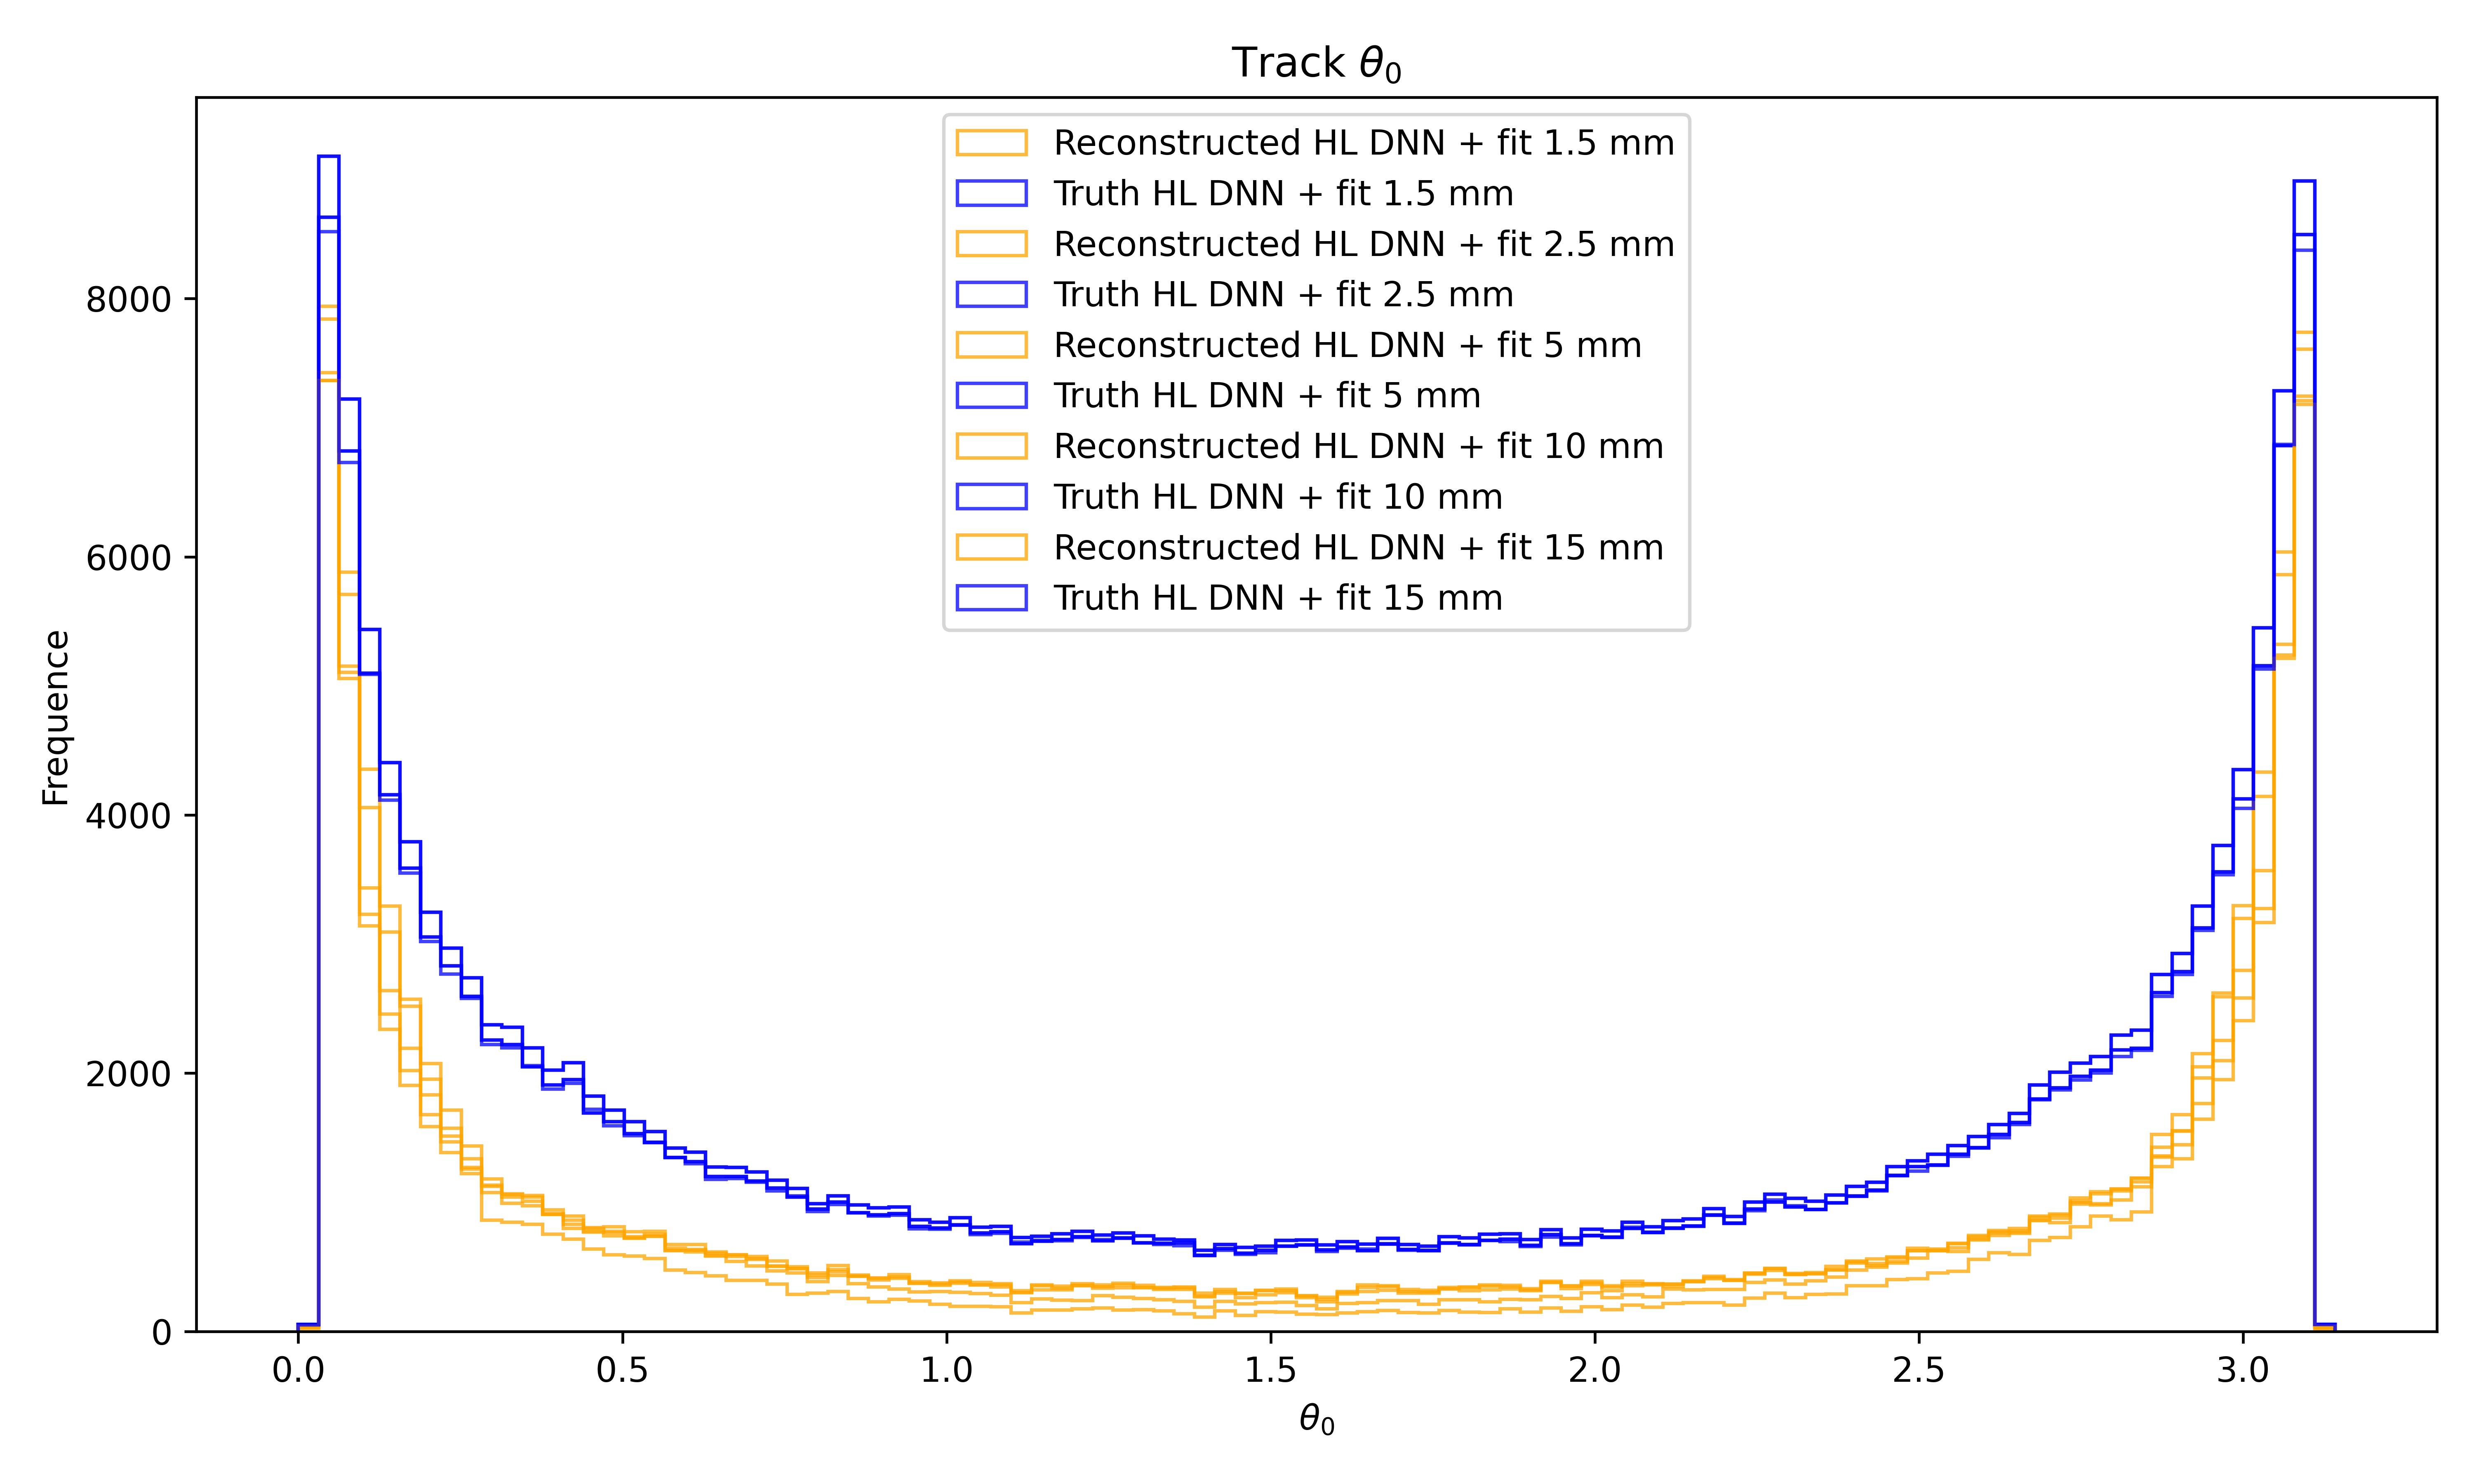 Track θ₀
Reconstructed HL DNN + fit 1.5 mm
Truth HL DNN + fit 1.5 mm
Reconstructed HL DNN + fit 2.5 mm
Truth HL DNN + fit 2.5 mm
Reconstructed HL DNN + fit 5 mm
Truth HL DNN + fit 5 mm
Reconstructed HL DNN + fit 10 mm
Truth HL DNN + fit 10 mm
Reconstructed HL DNN + fit 15 mm
Truth HL DNN + fit 15 mm
Frequence
8000
6000
4000
2000
0
0.0 0.5 1.0 1.5 2.0 2.5 3.0
θ₀